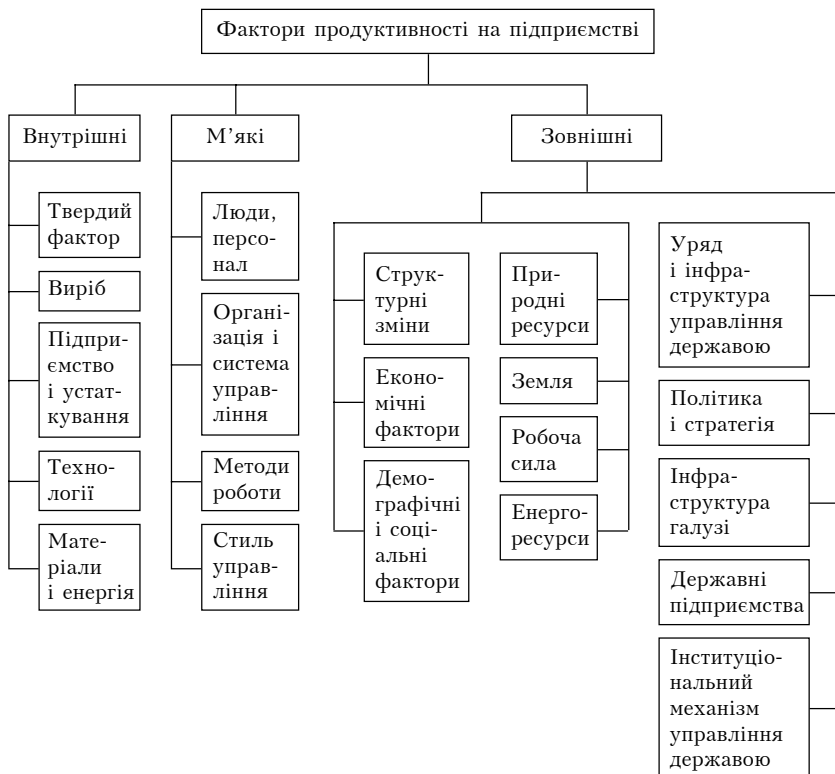 Фактори продуктивності на підприємстві
Внутрішні
М’які
Зовнішні
Твердий
фактор
Виріб
Підпри-
ємство
і устат-
кування
Техно-
логії
Мате-
ріали
і енергія
Люди,
персо-
нал
Органі-
зація і
система
управ-
ління
Методи
роботи
Стиль
управ-
ління
Струк-
турні
зміни
Еконо-
мічні
фактори
Демо-
графічні
і соці-
альні
фактори
При-
родні
ресурси
Земля
Робоча
сила
Енерго-
ресурси
Уряд
і інфра-
структура
управління
державою
Політика
і стратегія
Інфра-
структура
галузі
Державні
підприємства
Інституціо-
нальний
механізм
управління
державою